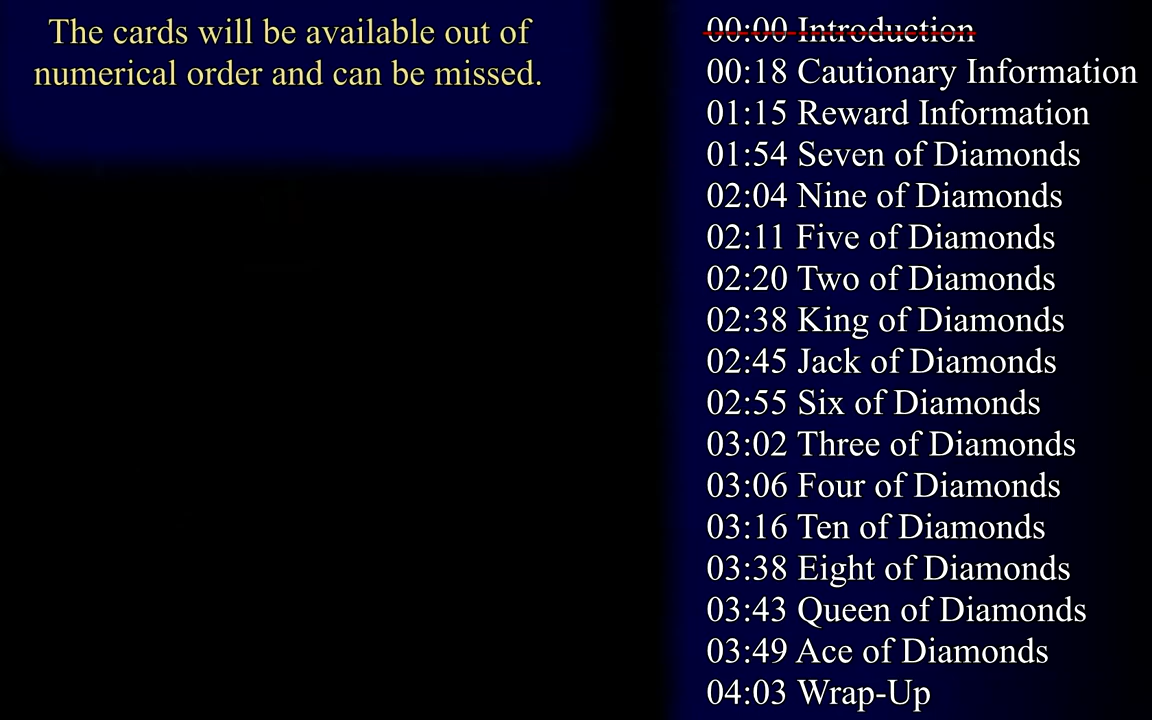 The cards will be available out of
numerical order and can be missed.
00:00 Introduction
00:18 Cautionary Information
01:15 Reward Information
01:54 Seven of Diamonds
02:04 Nine of Diamonds
02:11 Five of Diamonds
02:20 Two of Diamonds
02:38 King of Diamonds
02:45 Jack of Diamonds
02:55 Six of Diamonds
03:02 Three of Diamonds
03:06 Four of Diamonds
03:16 Ten of Diamonds
03:38 Eight of Diamonds
03:43 Queen of Diamonds
03:49 Ace of Diamonds
04:03 Wrap-Up